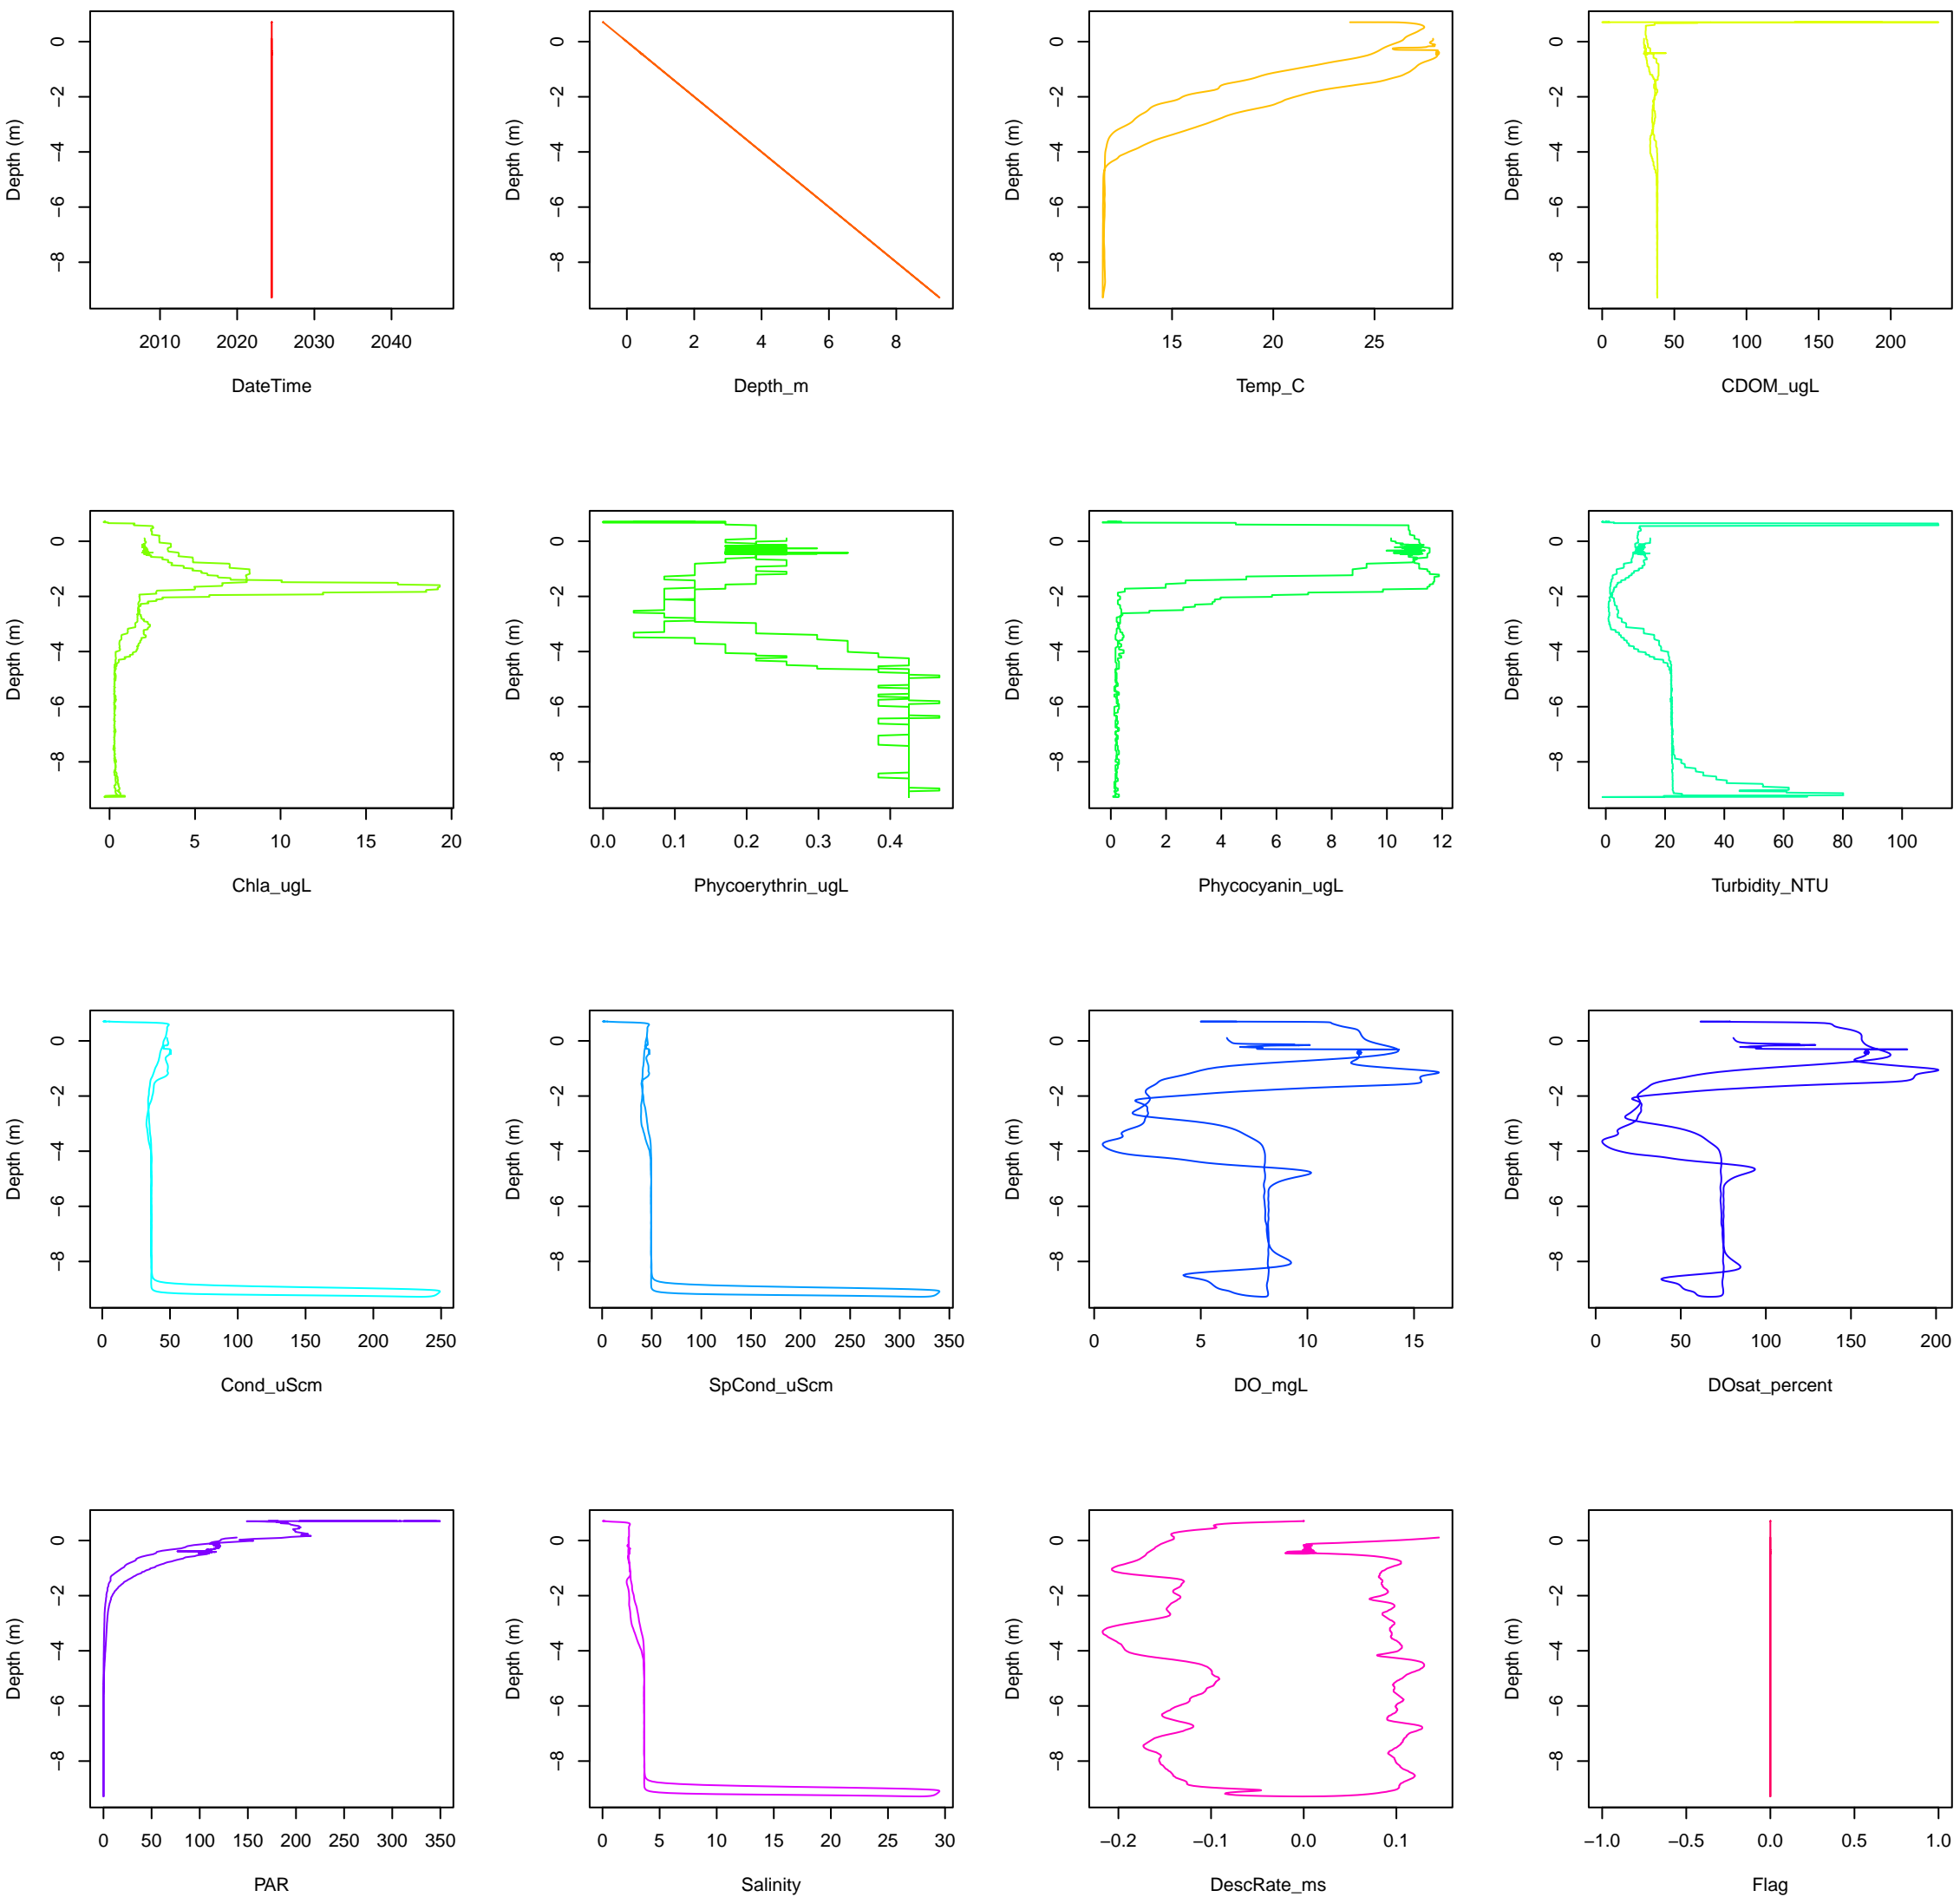 Depth (m)
0
−2
−4
−6
−8
2010 2020 2030 2040
DateTime
Depth (m)
0
−2
−4
−6
−8
0 2 4 6 8
Depth_m
Depth (m)
0
−2
−4
−6
−8
15 20 25
Temp_C
Depth (m)
0
−2
−4
−6
−8
0 50 100 150 200
CDOM_ugL
Depth (m)
0
−2
−4
−6
−8
0 5 10 15 20
Chla_ugL
Depth (m)
0
−2
−4
−6
−8
0.0 0.1 0.2 0.3 0.4
Phycoerythrin_ugL
Depth (m)
0
−2
−4
−6
−8
0 2 4 6 8 10 12
Phycocyanin_ugL
Depth (m)
0
−2
−4
−6
−8
0 20 40 60 80 100
Turbidity_NTU
Depth (m)
0
−2
−4
−6
−8
0 50 100 150 200 250
Cond_uScm
Depth (m)
0
−2
−4
−6
−8
0 50 100 150 200 250 300 350
SpCond_uScm
Depth (m)
0
−2
−4
−6
−8
0 5 10 15
DO_mgL
Depth (m)
0
−2
−4
−6
−8
0 50 100 150 200
DOsat_percent
Depth (m)
0
−2
−4
−6
−8
0 50 100 150 200 250 300 350
PAR
Depth (m)
0
−2
−4
−6
−8
0 5 10 15 20 25 30
Salinity
Depth (m)
0
−2
−4
−6
−8
−0.2 −0.1 0.0 0.1
DescRate_ms
Depth (m)
0
−2
−4
−6
−8
−1.0 −0.5 0.0 0.5 1.0
Flag